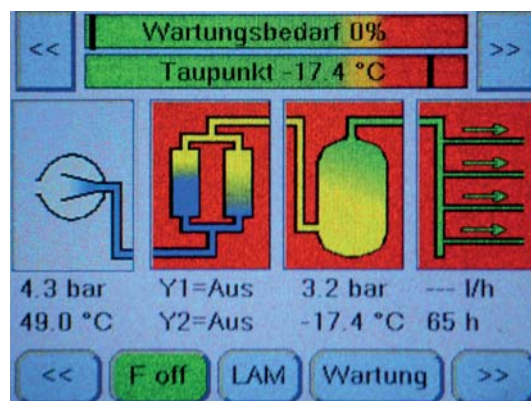 << Wartungsbedarf 0% >>
Taupunkt -17.4 °C
4.3 bar Y1=Aus 3.2 bar --- l/h
49.0 °C Y2=Aus -17.4 °C 65 h
<< F off LAM Wartung >>